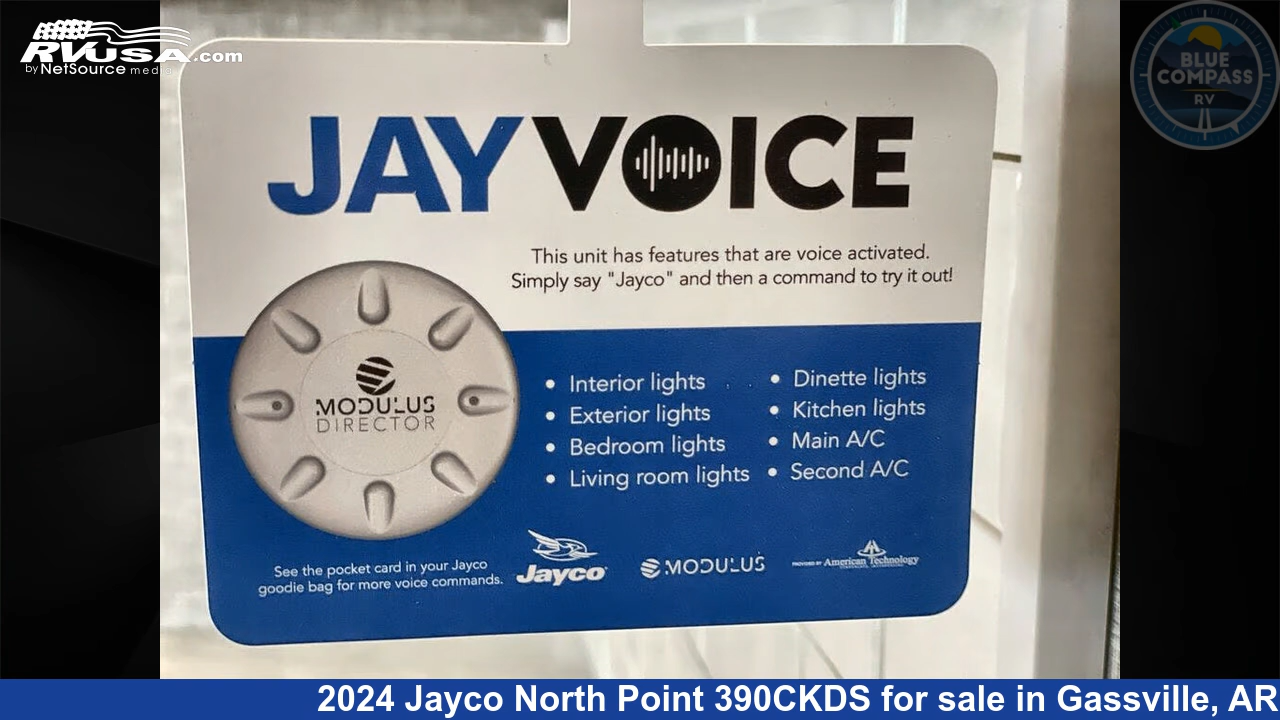 RVUSA.com
by NetSource media
BLUE
COMPASS
RV
JAYVOICE
This unit has features that are voice activated.
Simply say "Jayco" and then a command to try it out!
MODULUS
DIRECTOR
• Interior lights
• Exterior lights
• Bedroom lights
• Living room lights
• Dinette lights
• Kitchen lights
• Main A/C
• Second A/C
See the pocket card in your Jayco
goodie bag for more voice commands.
Jayco
MODULUS
PROVIDED BY American Technology
2024 Jayco North Point 390CKDS for sale in Gassville, AR